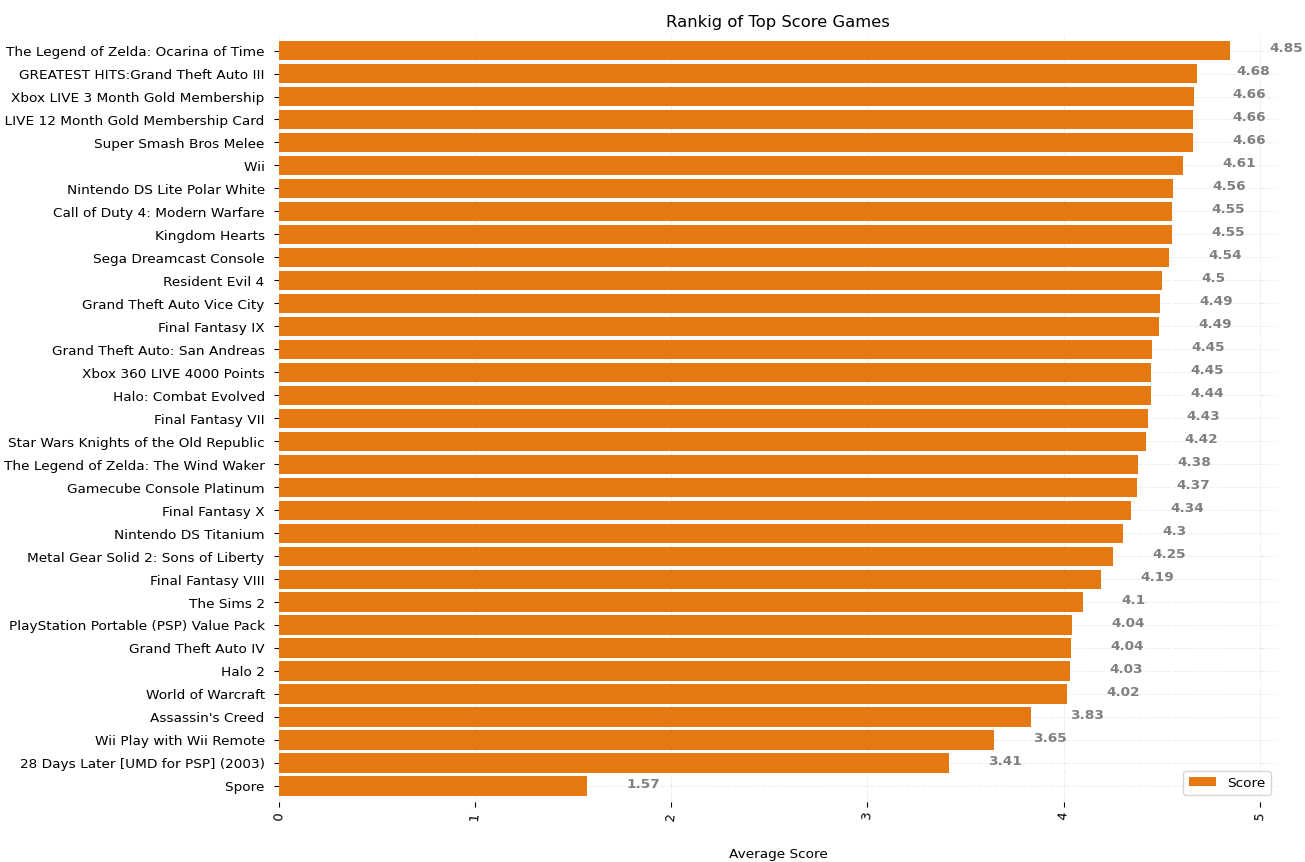 Rankig of Top Score Games
The Legend of Zelda: Ocarina of Time 4.85
GREATEST HITS:Grand Theft Auto III 4.68
Xbox LIVE 3 Month Gold Membership 4.66
LIVE 12 Month Gold Membership Card 4.66
Super Smash Bros Melee 4.66
Wii 4.61
Nintendo DS Lite Polar White 4.56
Call of Duty 4: Modern Warfare 4.55
Kingdom Hearts 4.55
Sega Dreamcast Console 4.54
Resident Evil 4 4.5
Grand Theft Auto Vice City 4.49
Final Fantasy IX 4.49
Grand Theft Auto: San Andreas 4.45
Xbox 360 LIVE 4000 Points 4.45
Halo: Combat Evolved 4.44
Final Fantasy VII 4.43
Star Wars Knights of the Old Republic 4.42
The Legend of Zelda: The Wind Waker 4.38
Gamecube Console Platinum 4.37
Final Fantasy X 4.34
Nintendo DS Titanium 4.3
Metal Gear Solid 2: Sons of Liberty 4.25
Final Fantasy VIII 4.19
The Sims 2 4.1
PlayStation Portable (PSP) Value Pack 4.04
Grand Theft Auto IV 4.04
Halo 2 4.03
World of Warcraft 4.02
Assassin's Creed 3.83
Wii Play with Wii Remote 3.65
28 Days Later [UMD for PSP] (2003) 3.41
Spore 1.57
Score
0 1 2 3 4 5
Average Score